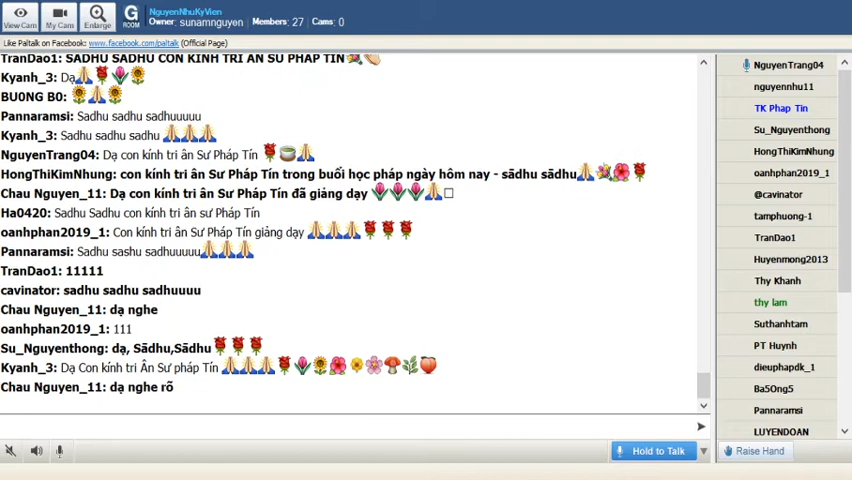 View Cam
My Cam
Enlarge
G
ROOM
NguyenNhuKyVien
Owner: sunamnguyen Members: 27 Cams: 0
Like Paltalk on Facebook: www.facebook.com/paltalk (Official Page)
TranDao1: SADHU SADHU CON KÍNH TRI ÂN SƯ PHÁP TÍN
Kyanh_3: Dạ
BU0NG B0:
Pannaramsi: Sadhu sadhu sadhuuuuu
Kyanh_3: Sadhu sadhu sadhu
NguyenTrang04: Dạ con kính tri ân Sư Pháp Tín
HongThiKimNhung: con kính tri ân Sư Pháp Tín trong buổi học pháp ngày hôm nay - sādhu sādhu
Chau Nguyen_11: Dạ con kính tri ân Sư Pháp Tín đã giảng dạy
Ha0420: Sadhu Sadhu con kính tri ân sư Pháp Tín
oanhphan2019_1: Con kính tri ân Sư Pháp Tín giảng dạy
Pannaramsi: Sadhu sashu sadhuuuuu
TranDao1: 11111
cavinator: sadhu sadhu sadhuuuu
Chau Nguyen_11: dạ nghe
oanhphan2019_1: 111
Su_Nguyenthong: dạ, Sādhu,Sādhu
Kyanh_3: Dạ Con kính tri Ân Sư pháp Tín
Chau Nguyen_11: dạ nghe rõ
Hold to Talk
NguyenTrang04
nguyennhu11
TK Phap Tin
Su_Nguyenthong
HongThiKimNhung
oanhphan2019_1
@cavinator
tamphuong-1
TranDao1
Huyenmong2013
Thy Khanh
thy lam
Suthanhtam
PT Huynh
dieuphapdk_1
Ba5Ong5
Pannaramsi
LUYENDOAN
Raise Hand